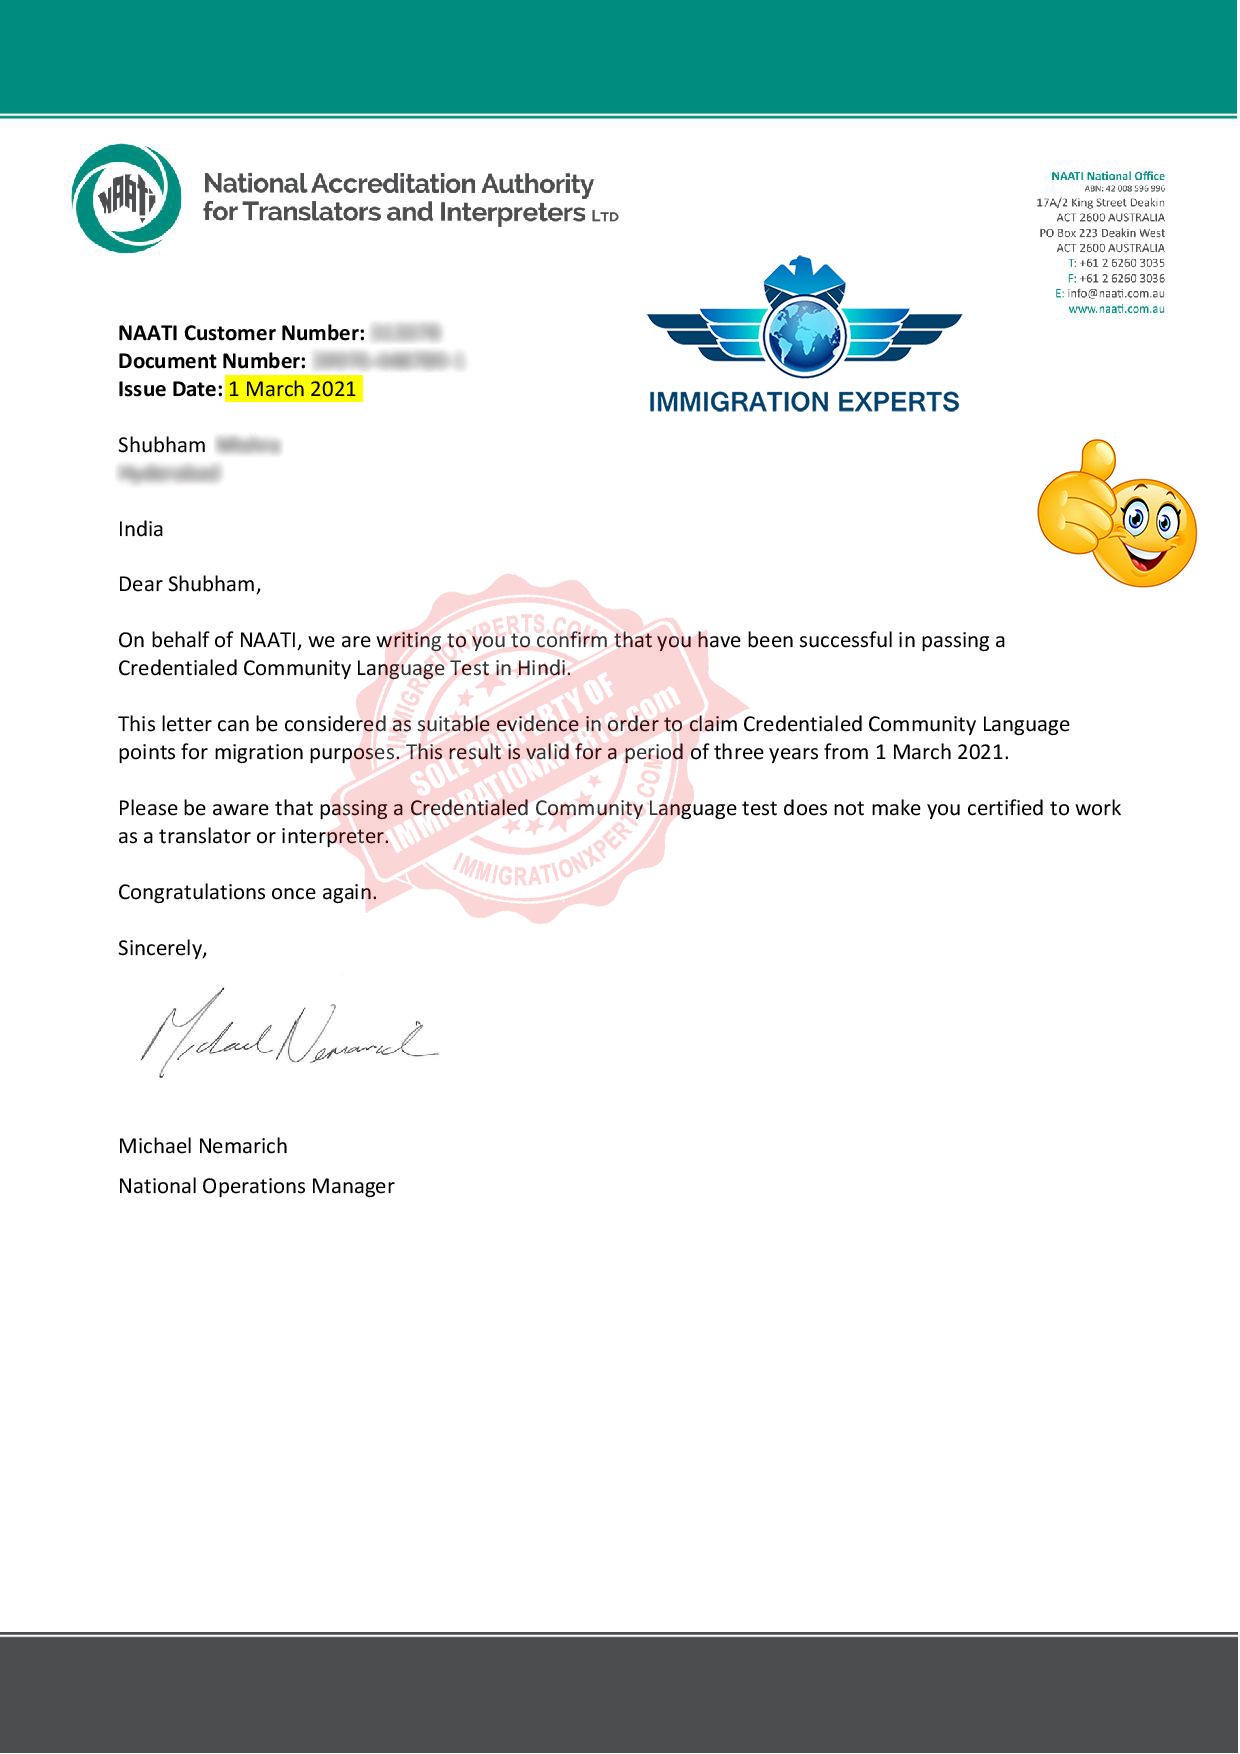 NAATI
National Accreditation Authority
for Translators and Interpreters LTD
NAATI National Office
ABN: 42 008 596 996
17A/2 King Street Deakin
ACT 2600 AUSTRALIA
PO Box 223 Deakin West
ACT 2600 AUSTRALIA
T: +61 2 6260 3035
F: +61 2 6260 3036
E: info@naati.com.au
www.naati.com.au
IMMIGRATION EXPERTS
NAATI Customer Number:
Document Number:
Issue Date: 1 March 2021
Shubham
India
Dear Shubham,
On behalf of NAATI, we are writing to you to confirm that you have been successful in passing a
Credentialed Community Language Test in Hindi.
This letter can be considered as suitable evidence in order to claim Credentialed Community Language
points for migration purposes. This result is valid for a period of three years from 1 March 2021.
Please be aware that passing a Credentialed Community Language test does not make you certified to work
as a translator or interpreter.
Congratulations once again.
Sincerely,
Michael Nemarich
Michael Nemarich
National Operations Manager
IMMIGRATIONXPERTS.COM
SOLE PROPERTY OF
IMMIGRATIONXPERTS.com
IMMIGRATIONXPERTS.COM